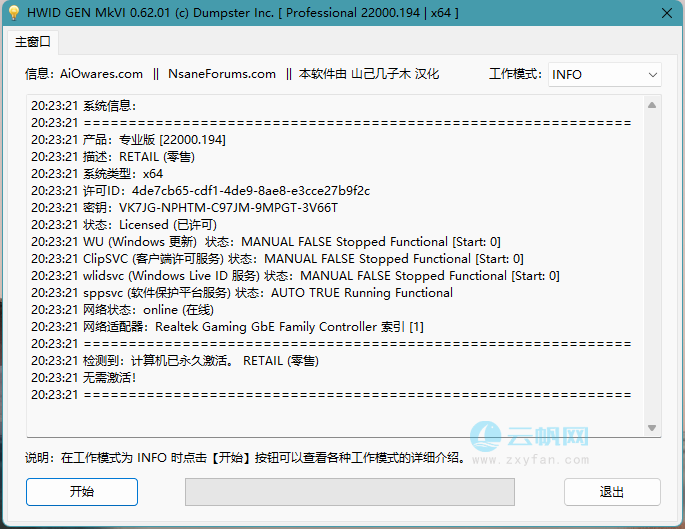 HWID GEN MkVI 0.62.01 (c) Dumpster Inc. [ Professional 22000.194 | x64 ]
主窗口
信息：AiOwares.com || NsaneForums.com || 本软件由 山己几子木 汉化 工作模式： INFO
20:23:21 系统信息：
20:23:21 =============================================================
20:23:21 产品：专业版 [22000.194]
20:23:21 描述：RETAIL (零售)
20:23:21 系统类型：x64
20:23:21 许可ID：4de7cb65-cdf1-4de9-8ae8-e3cce27b9f2c
20:23:21 密钥：VK7JG-NPHTM-C97JM-9MPGT-3V66T
20:23:21 状态：Licensed (已许可)
20:23:21 WU (Windows 更新) 状态：MANUAL FALSE Stopped Functional [Start: 0]
20:23:21 ClipSVC (客户端许可服务) 状态：MANUAL FALSE Stopped Functional [Start: 0]
20:23:21 wlidsvc (Windows Live ID 服务) 状态：MANUAL FALSE Stopped Functional [Start: 0]
20:23:21 sppsvc (软件保护平台服务) 状态：AUTO TRUE Running Functional
20:23:21 网络状态：online (在线)
20:23:21 网络适配器：Realtek Gaming GbE Family Controller 索引 [1]
20:23:21 =============================================================
20:23:21 检测到：计算机已永久激活。 RETAIL (零售)
20:23:21 无需激活！
20:23:21 =============================================================
云帆网
www.zxyfan.com
说明：在工作模式为 INFO 时点击【开始】按钮可以查看各种工作模式的详细介绍。
开始 退出